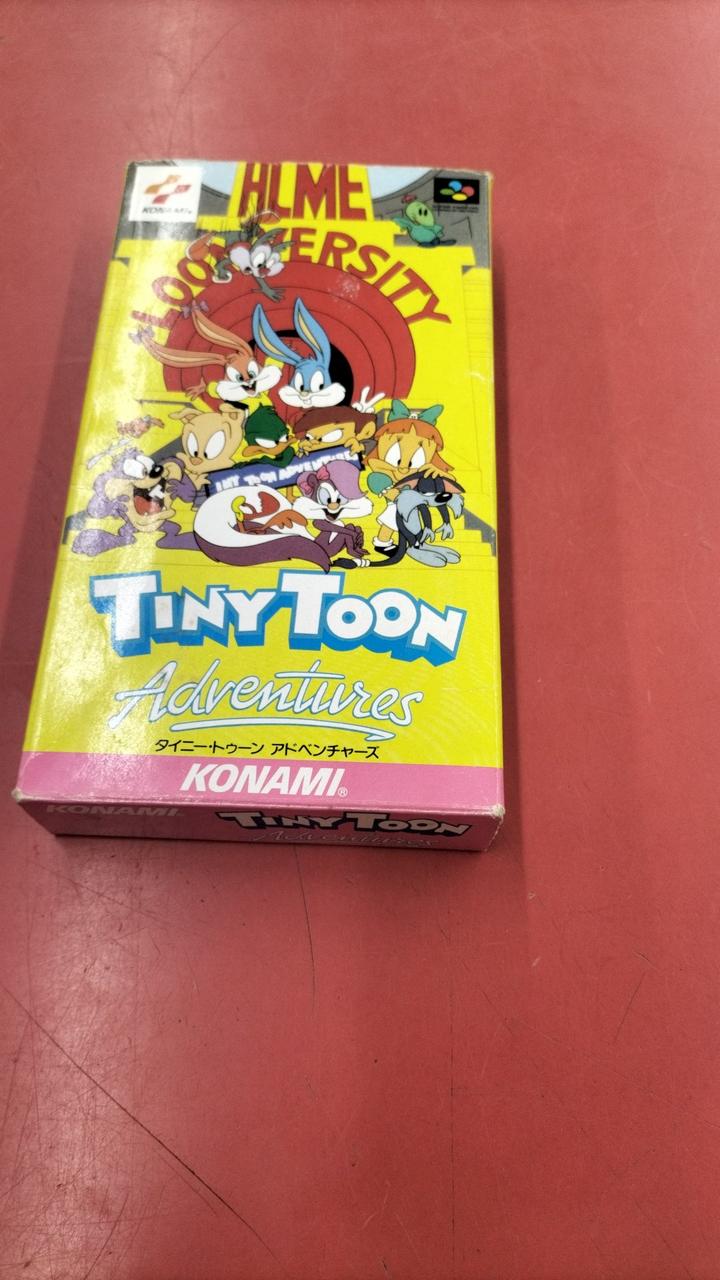 KONAMI®
HLME
LOONIVERSITY
TINY TOON ADVENTURES
TINY TOON
Adventures
タイニー・トゥーン アドベンチャーズ
KONAMI®
KONAMI
TINY TOON
Adventures